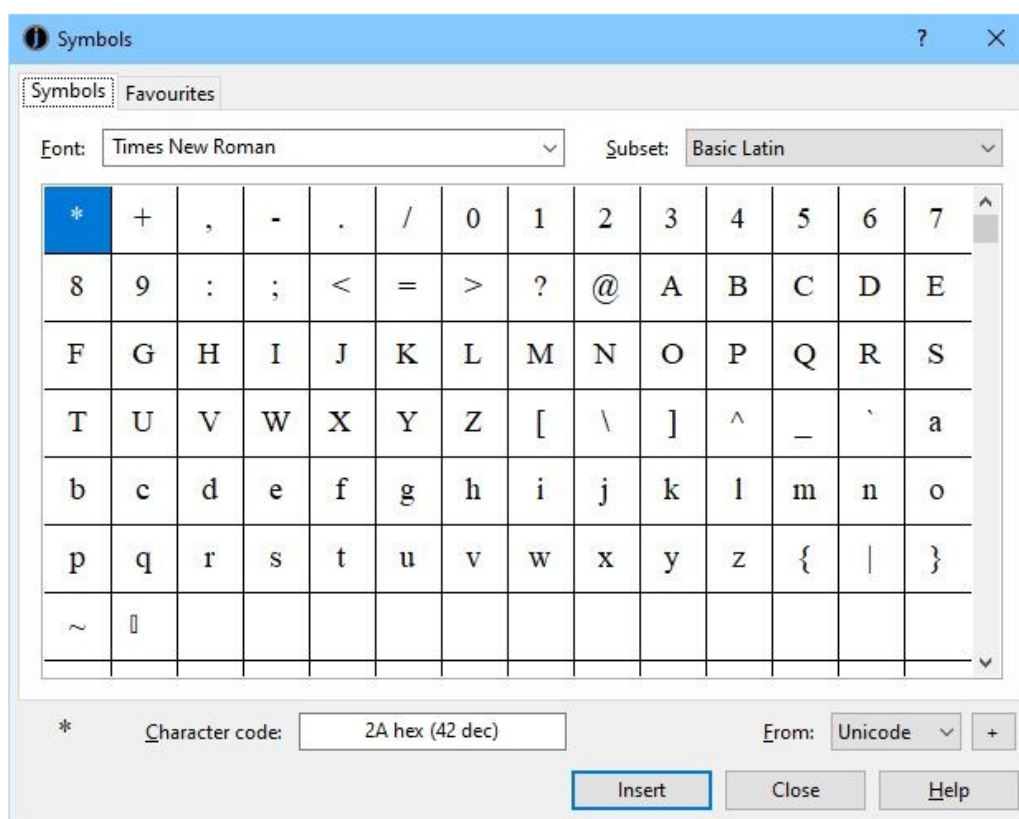 Symbols ? ×
Symbols Favourites
Font: Times New Roman Subset: Basic Latin
* + , - . / 0 1 2 3 4 5 6 7
8 9 : ; < = > ? @ A B C D E
F G H I J K L M N O P Q R S
T U V W X Y Z [ \ ] ^ _ ` a
b c d e f g h i j k l m n o
p q r s t u v w x y z { | }
~ ▯
* Character code: 2A hex (42 dec) From: Unicode +
Insert Close Help